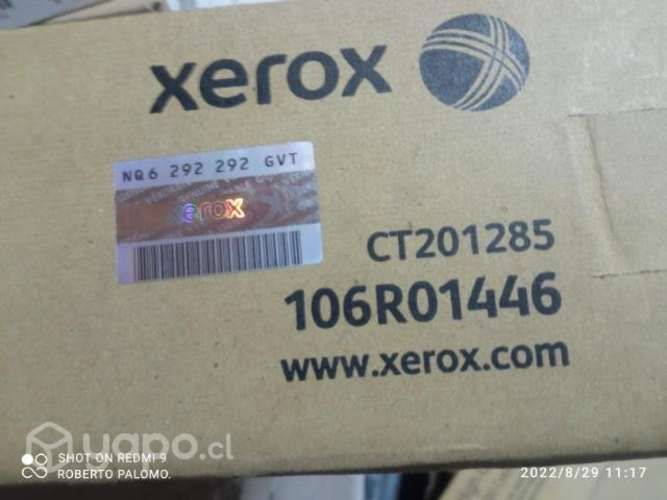 xerox
NQ6 292 292 GVT
xerox
CT201285
106R01446
www.xerox.com
yapo.cl
SHOT ON REDMI 9
ROBERTO PALOMO.
2022/8/29 11:17